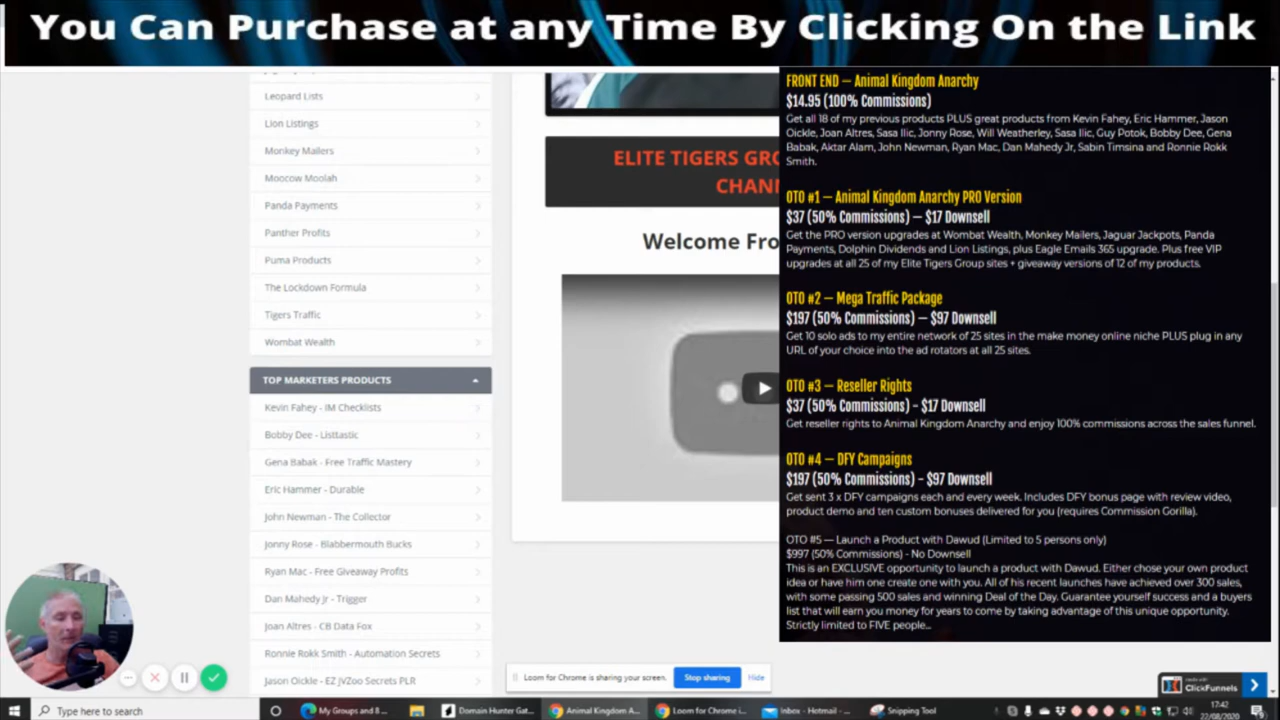 You Can Purchase at any Time By Clicking On the Link
Leopard Lists
Lion Listings
Monkey Mailers
Moocow Moolah
Panda Payments
Panther Profits
Puma Products
The Lockdown Formula
Tigers Traffic
Wombat Wealth
TOP MARKETERS PRODUCTS
Kevin Fahey - IM Checklists
Bobby Dee - Listtastic
Gena Babak - Free Traffic Mastery
Eric Hammer - Durable
John Newman - The Collector
Jonny Rose - Blabbermouth Bucks
Ryan Mac - Free Giveaway Profits
Dan Mahedy Jr - Trigger
Joan Altres - CB Data Fox
Ronnie Rokk Smith - Automation Secrets
Jason Oickle - EZ JVZoo Secrets PLR
ELITE TIGERS GRO
CHANN
Welcome Fro
FRONT END — Animal Kingdom Anarchy
$14.95 (100% Commissions)
Get all 18 of my previous products PLUS great products from Kevin Fahey, Eric Hammer, Jason
Oickle, Joan Altres, Sasa Ilic, Jonny Rose, Will Weatherley, Sasa Ilic, Guy Potok, Bobby Dee, Gena
Babak, Aktar Alam, John Newman, Ryan Mac, Dan Mahedy Jr, Sabin Timsina and Ronnie Rokk
Smith.
OTO #1 — Animal Kingdom Anarchy PRO Version
$37 (50% Commissions) — $17 Downsell
Get the PRO version upgrades at Wombat Wealth, Monkey Mailers, Jaguar Jackpots, Panda
Payments, Dolphin Dividends and Lion Listings, plus Eagle Emails 365 upgrade. Plus free VIP
upgrades at all 25 of my Elite Tigers Group sites + giveaway versions of 12 of my products.
OTO #2 — Mega Traffic Package
$197 (50% Commissions) — $97 Downsell
Get 10 solo ads to my entire network of 25 sites in the make money online niche PLUS plug in any
URL of your choice into the ad rotators at all 25 sites.
OTO #3 — Reseller Rights
$37 (50% Commissions) - $17 Downsell
Get reseller rights to Animal Kingdom Anarchy and enjoy 100% commissions across the sales funnel.
OTO #4 — DFY Campaigns
$197 (50% Commissions) - $97 Downsell
Get sent 3 x DFY campaigns each and every week. Includes DFY bonus page with review video,
product demo and ten custom bonuses delivered for you (requires Commission Gorilla).
OTO #5 — Launch a Product with Dawud (Limited to 5 persons only)
$997 (50% Commissions) - No Downsell
This is an EXCLUSIVE opportunity to launch a product with Dawud. Either chose your own product
idea or have him one create one with you. All of his recent launches have achieved over 300 sales,
with some passing 500 sales and winning Deal of the Day. Guarantee yourself success and a buyers
list that will earn you money for years to come by taking advantage of this unique opportunity.
Strictly limited to FIVE people...
Loom for Chrome is sharing your screen. Stop sharing Hide
ClickFunnels
Type here to search
My Groups and 8 ...
Domain Hunter Gat...
Animal Kingdom A...
Loom for Chrome i...
Inbox - Hotmail - ...
Snipping Tool
17:42
22/08/2020